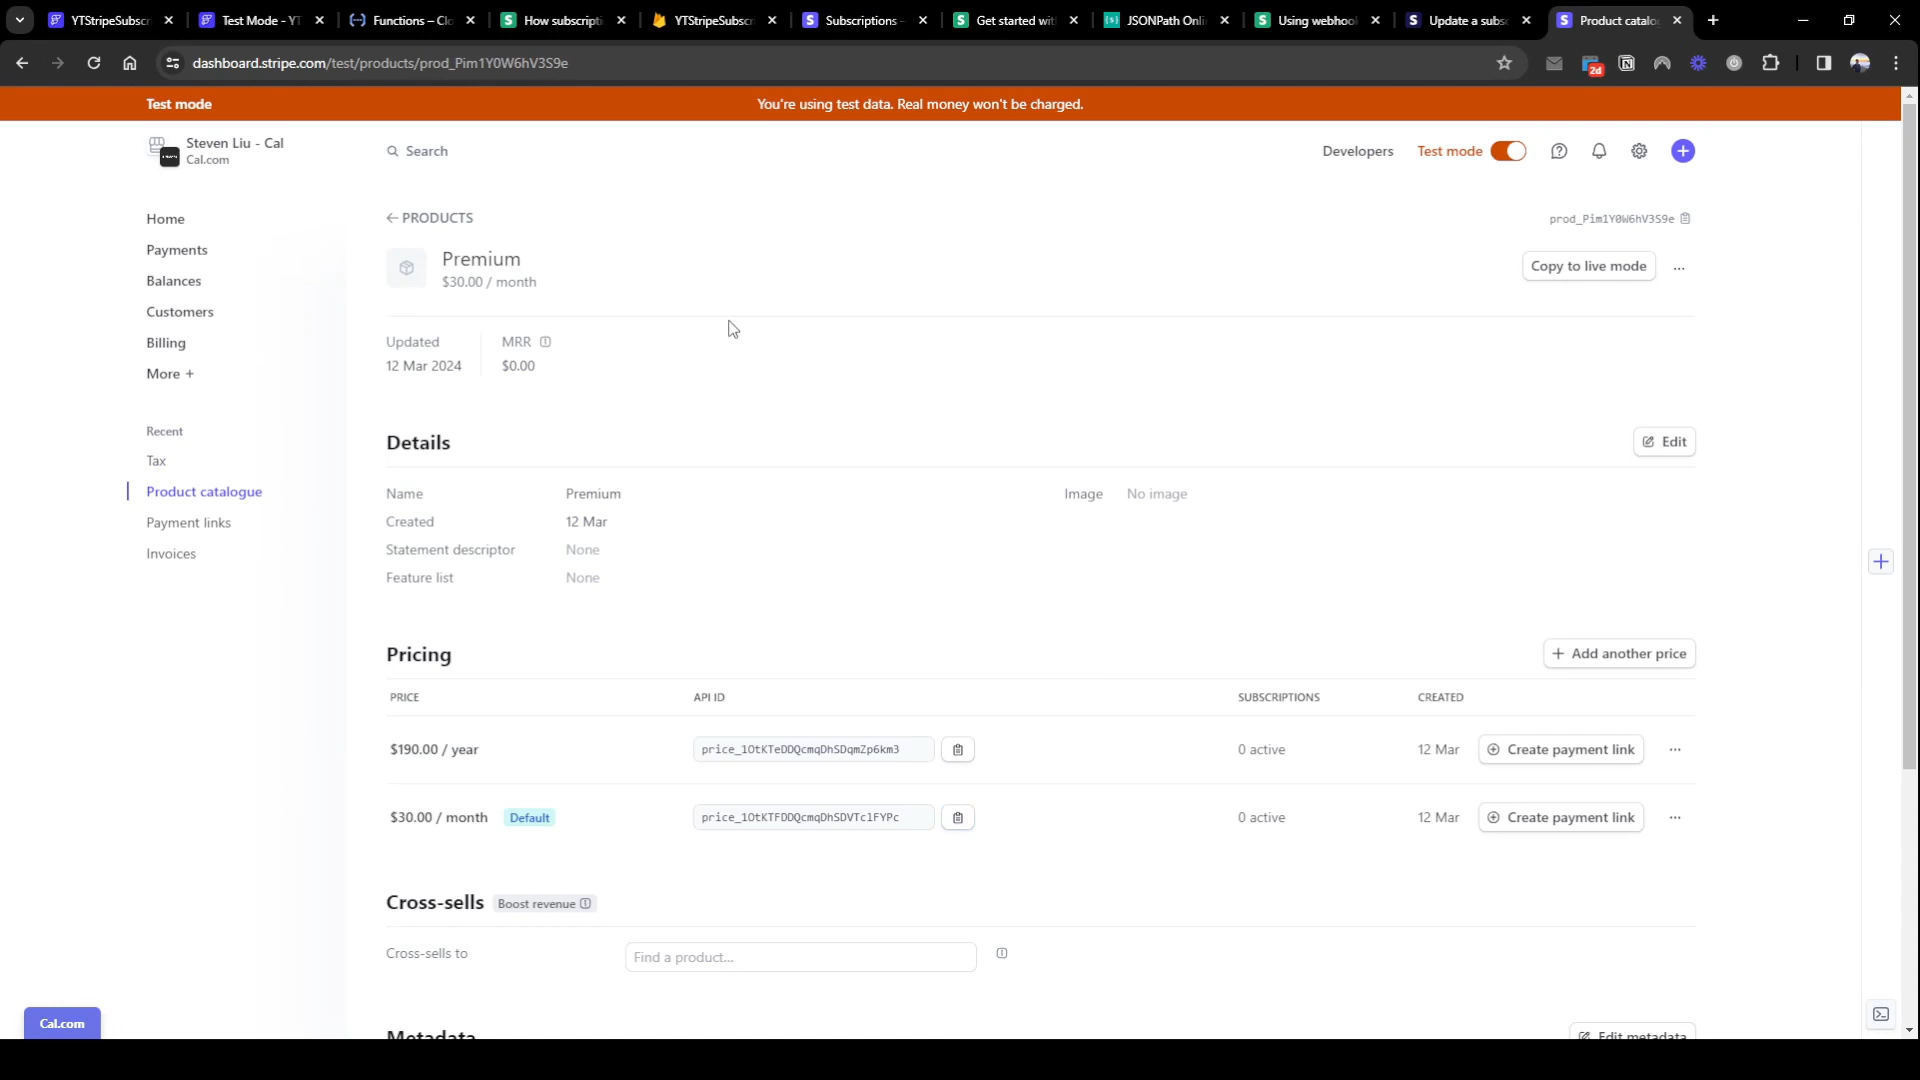 YTStripeSubsc
Test Mode - YT
Functions – Clo
How subscripti
YTStripeSubsc
Subscriptions –
Get started wit
JSONPath Onli
Using webhook
Update a subs
Product catalo
dashboard.stripe.com/test/products/prod_Pim1Y0W6hV3S9e
2d
Test mode
You're using test data. Real money won't be charged.
Steven Liu - Cal
Cal.com
Search
Developers
Test mode
Home
Payments
Balances
Customers
Billing
More +
Recent
Tax
Product catalogue
Payment links
Invoices
← PRODUCTS
prod_Pim1Y0W6hV3S9e
Premium
$30.00 / month
Copy to live mode
...
Updated
12 Mar 2024
MRR
$0.00
Details
Edit
Name Premium
Image No image
Created 12 Mar
Statement descriptor None
Feature list None
Pricing
+ Add another price
PRICE API ID SUBSCRIPTIONS CREATED
$190.00 / year price_1OtKTeDDQcmqDhSDqmZp6km3 0 active 12 Mar Create payment link ...
$30.00 / month Default price_1OtKTFDDQcmqDhSDVTclFYPc 0 active 12 Mar Create payment link ...
Cross-sells Boost revenue
Cross-sells to Find a product...
Metadata
Edit metadata
Cal.com